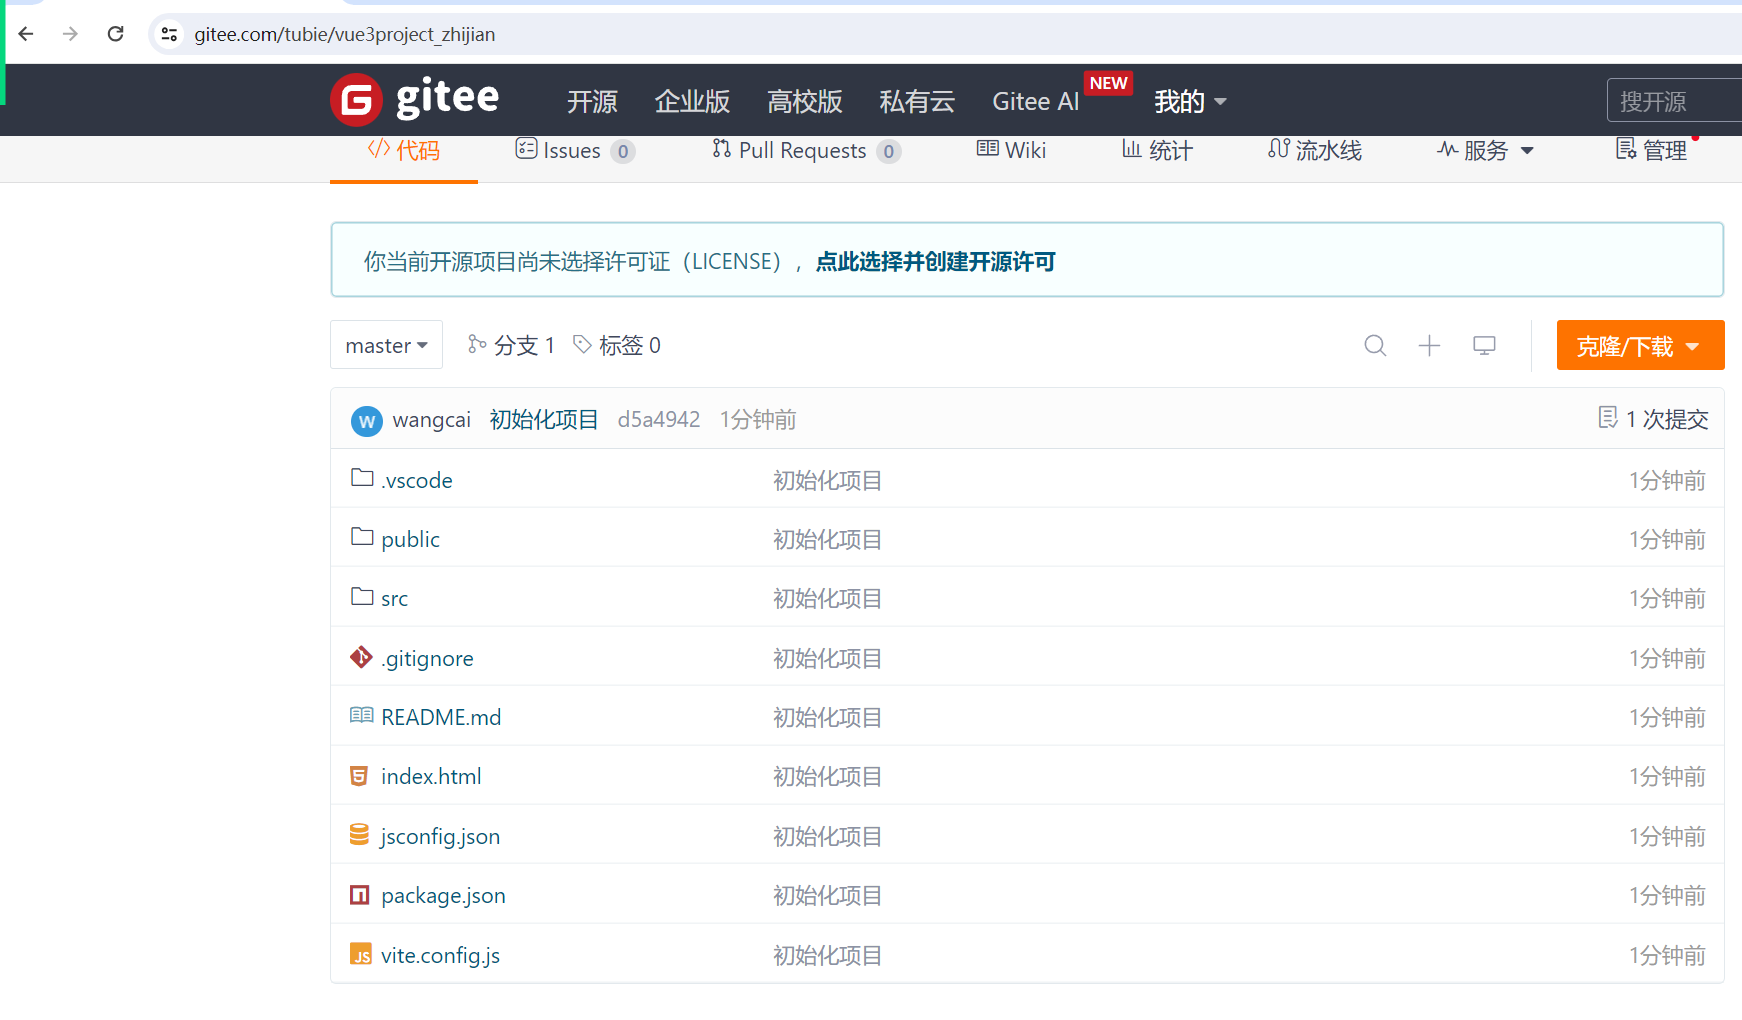 gitee.com/tubie/vue3project_zhijian
gitee 开源 企业版 高校版 私有云 Gitee AI NEW 我的 搜开源
代码 Issues 0 Pull Requests 0 Wiki 统计 流水线 服务 管理
你当前开源项目尚未选择许可证（LICENSE），点此选择并创建开源许可
master 分支 1 标签 0 克隆/下载
W wangcai 初始化项目 d5a4942 1分钟前 1 次提交
.vscode 初始化项目 1分钟前
public 初始化项目 1分钟前
src 初始化项目 1分钟前
.gitignore 初始化项目 1分钟前
README.md 初始化项目 1分钟前
index.html 初始化项目 1分钟前
jsconfig.json 初始化项目 1分钟前
package.json 初始化项目 1分钟前
JS vite.config.js 初始化项目 1分钟前